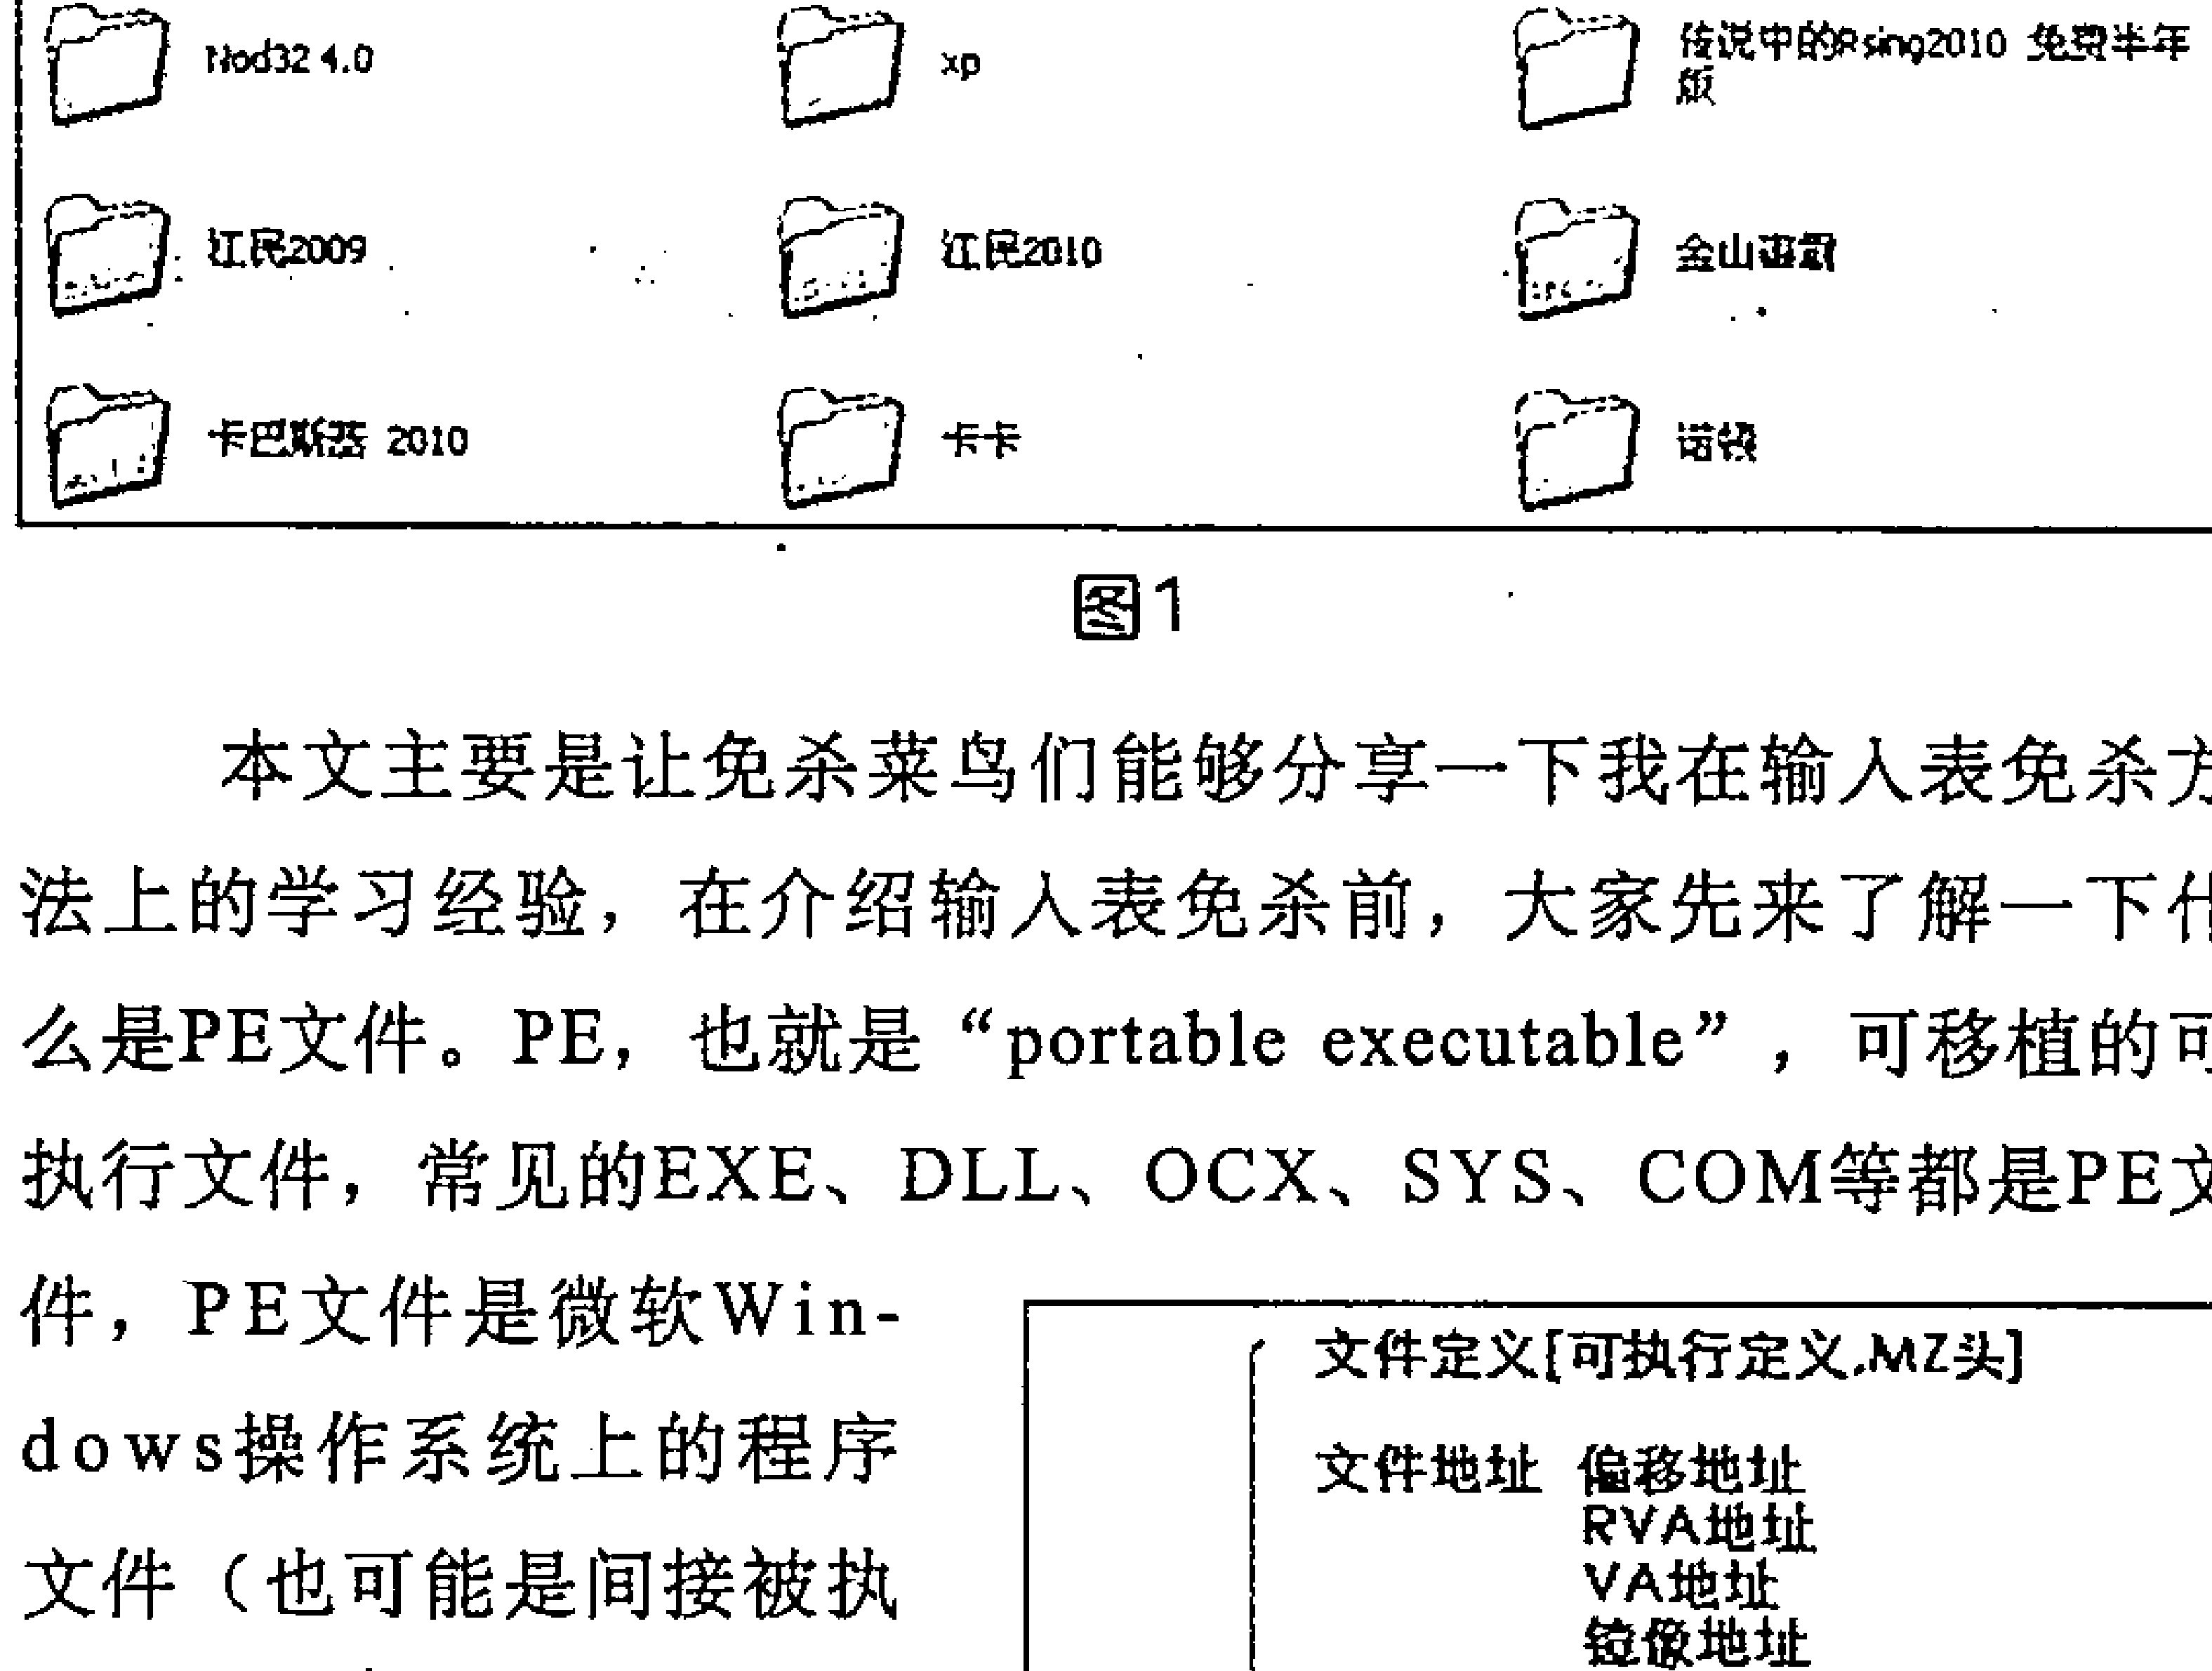 Nod32 4.0
xp
传说中的Rsing2010 免费半年
版
江民2009
江民2010
金山毒霸
卡巴斯基 2010
卡卡
诺顿
图1
本文主要是让免杀菜鸟们能够分享一下我在输入表免杀方
法上的学习经验，在介绍输入表免杀前，大家先来了解一下什
么是PE文件。PE，也就是“portable executable”，可移植的可
执行文件，常见的EXE、DLL、OCX、SYS、COM等都是PE文
件，PE文件是微软Win-
dows操作系统上的程序
文件（也可能是间接被执
文件定义[可执行定义.MZ头]
文件地址 偏移地址
RVA地址
VA地址
镜像地址